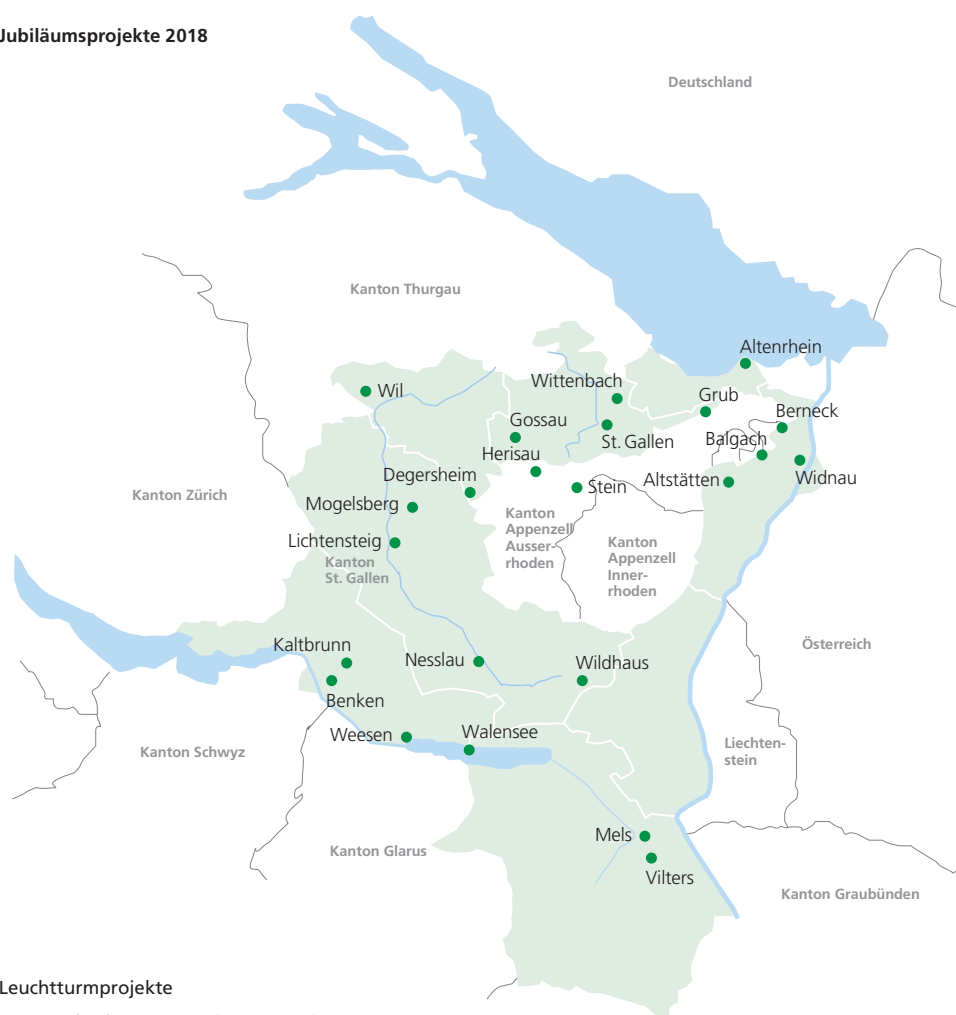 Jubiläumsprojekte 2018
Deutschland
Kanton Thurgau
Altenrhein
Wil
Wittenbach
Grub
Berneck
Gossau
St. Gallen
Balgach
Herisau
Degersheim
Stein
Altstätten
Widnau
Kanton Zürich
Mogelsberg
Kanton
Appenzell
Ausser-
rhoden
Lichtensteig
Kanton
St. Gallen
Kanton
Appenzell
Inner-
rhoden
Kaltbrunn
Nesslau
Wildhaus
Österreich
Benken
Weesen
Walensee
Kanton Schwyz
Liechten-
stein
Mels
Kanton Glarus
Vilters
Kanton Graubünden
Leuchtturmprojekte